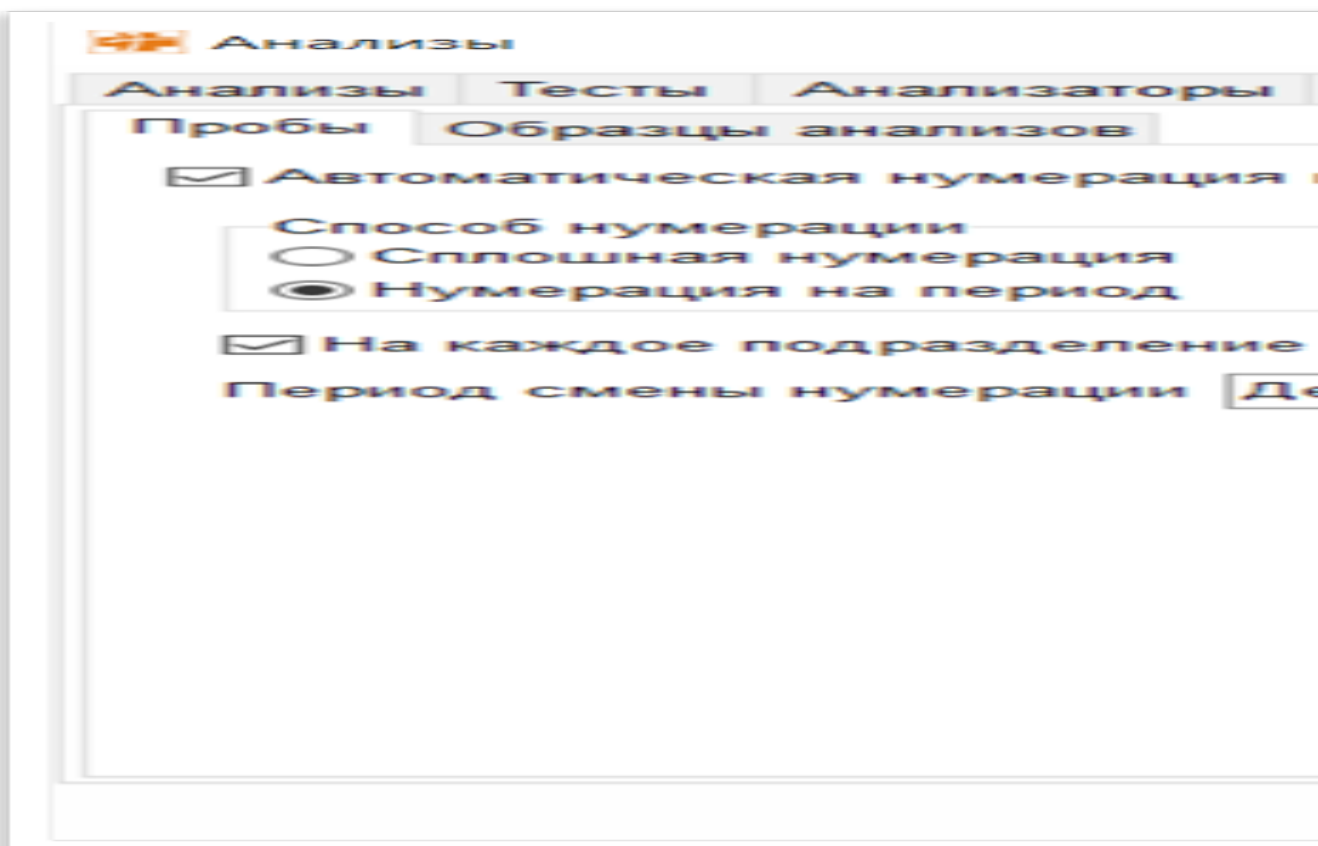 Анализы
Анализы Тесты Анализаторы
Пробы Образцы анализов
Автоматическая нумерация
Способ нумерации
Сплошная нумерация
Нумерация на период
На каждое подразделение
Период смены нумерации Де